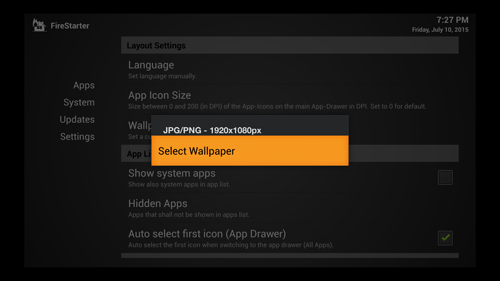 FireStarter
7:27 PM
Friday, July 10, 2015
Apps
System
Updates
Settings
Layout Settings
Language
Set language manually.
App Icon Size
Size between 0 and 200 (in DPI) of the App-Icons on the main App-Drawer in DPI. Set to 0 for default.
Wallp
Set a c
JPG/PNG - 1920x1080px
Select Wallpaper
App Li
Show system apps
Show also system apps in app list.
Hidden Apps
Apps that shall not be shown in apps list.
Auto select first icon (App Drawer)
Auto select the first icon when switching to the app drawer (All Apps).